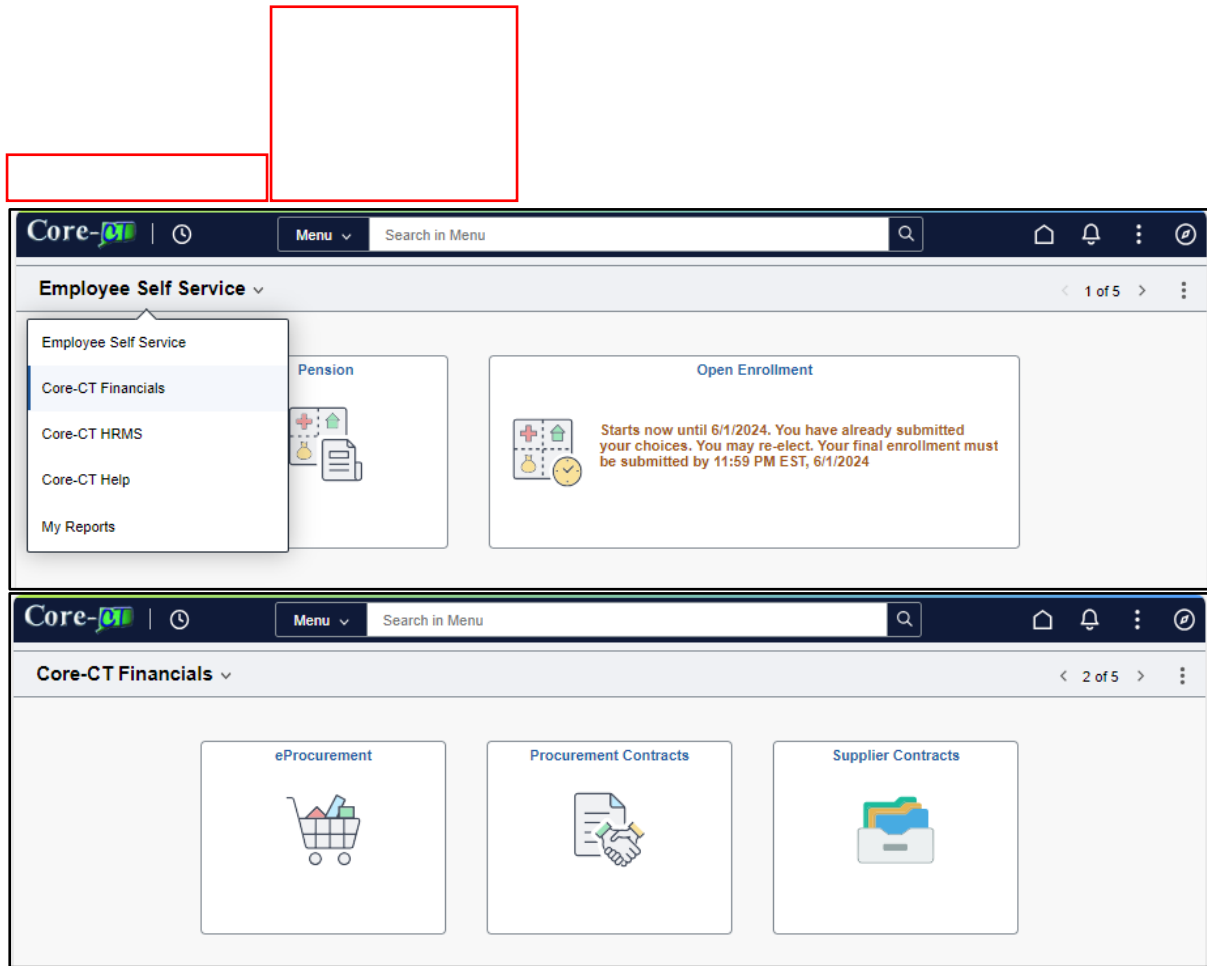 Core-CT
Menu
Search in Menu
Employee Self Service
1 of 5
Employee Self Service
Core-CT Financials
Core-CT HRMS
Core-CT Help
My Reports
Pension
Open Enrollment
Starts now until 6/1/2024. You have already submitted
your choices. You may re-elect. Your final enrollment must
be submitted by 11:59 PM EST, 6/1/2024
Core-CT
Menu
Search in Menu
Core-CT Financials
2 of 5
eProcurement
Procurement Contracts
Supplier Contracts